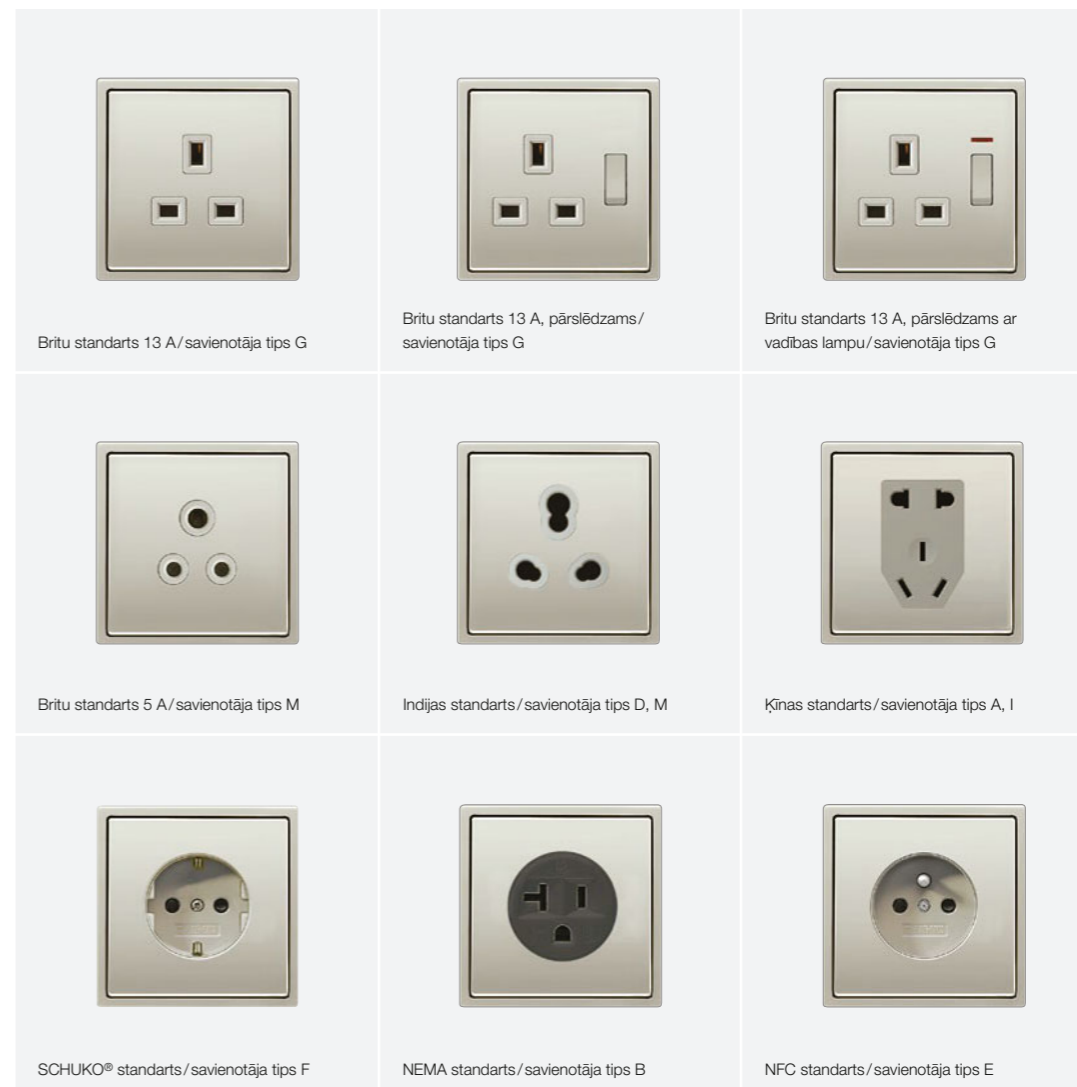 Britu standarts 13 A/savienotāja tips G
Britu standarts 13 A, pārslēdzams/
savienotāja tips G
Britu standarts 13 A, pārslēdzams ar
vadības lampu/savienotāja tips G
Britu standarts 5 A/savienotāja tips M
Indijas standarts/savienotāja tips D, M
Ķīnas standarts/savienotāja tips A, I
SCHUKO® standarts/savienotāja tips F
NEMA standarts/savienotāja tips B
NFC standarts/savienotāja tips E